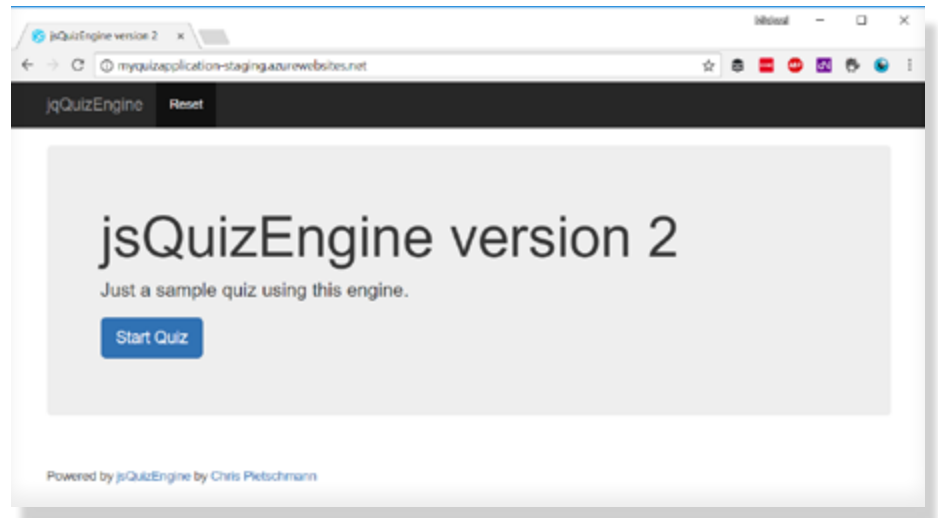 jsQuizEngine version 2
myquizapplication-staging.azurewebsites.net
jqQuizEngine Reset
jsQuizEngine version 2
Just a sample quiz using this engine.
Start Quiz
Powered by jsQuizEngine by Chris Pietschmann